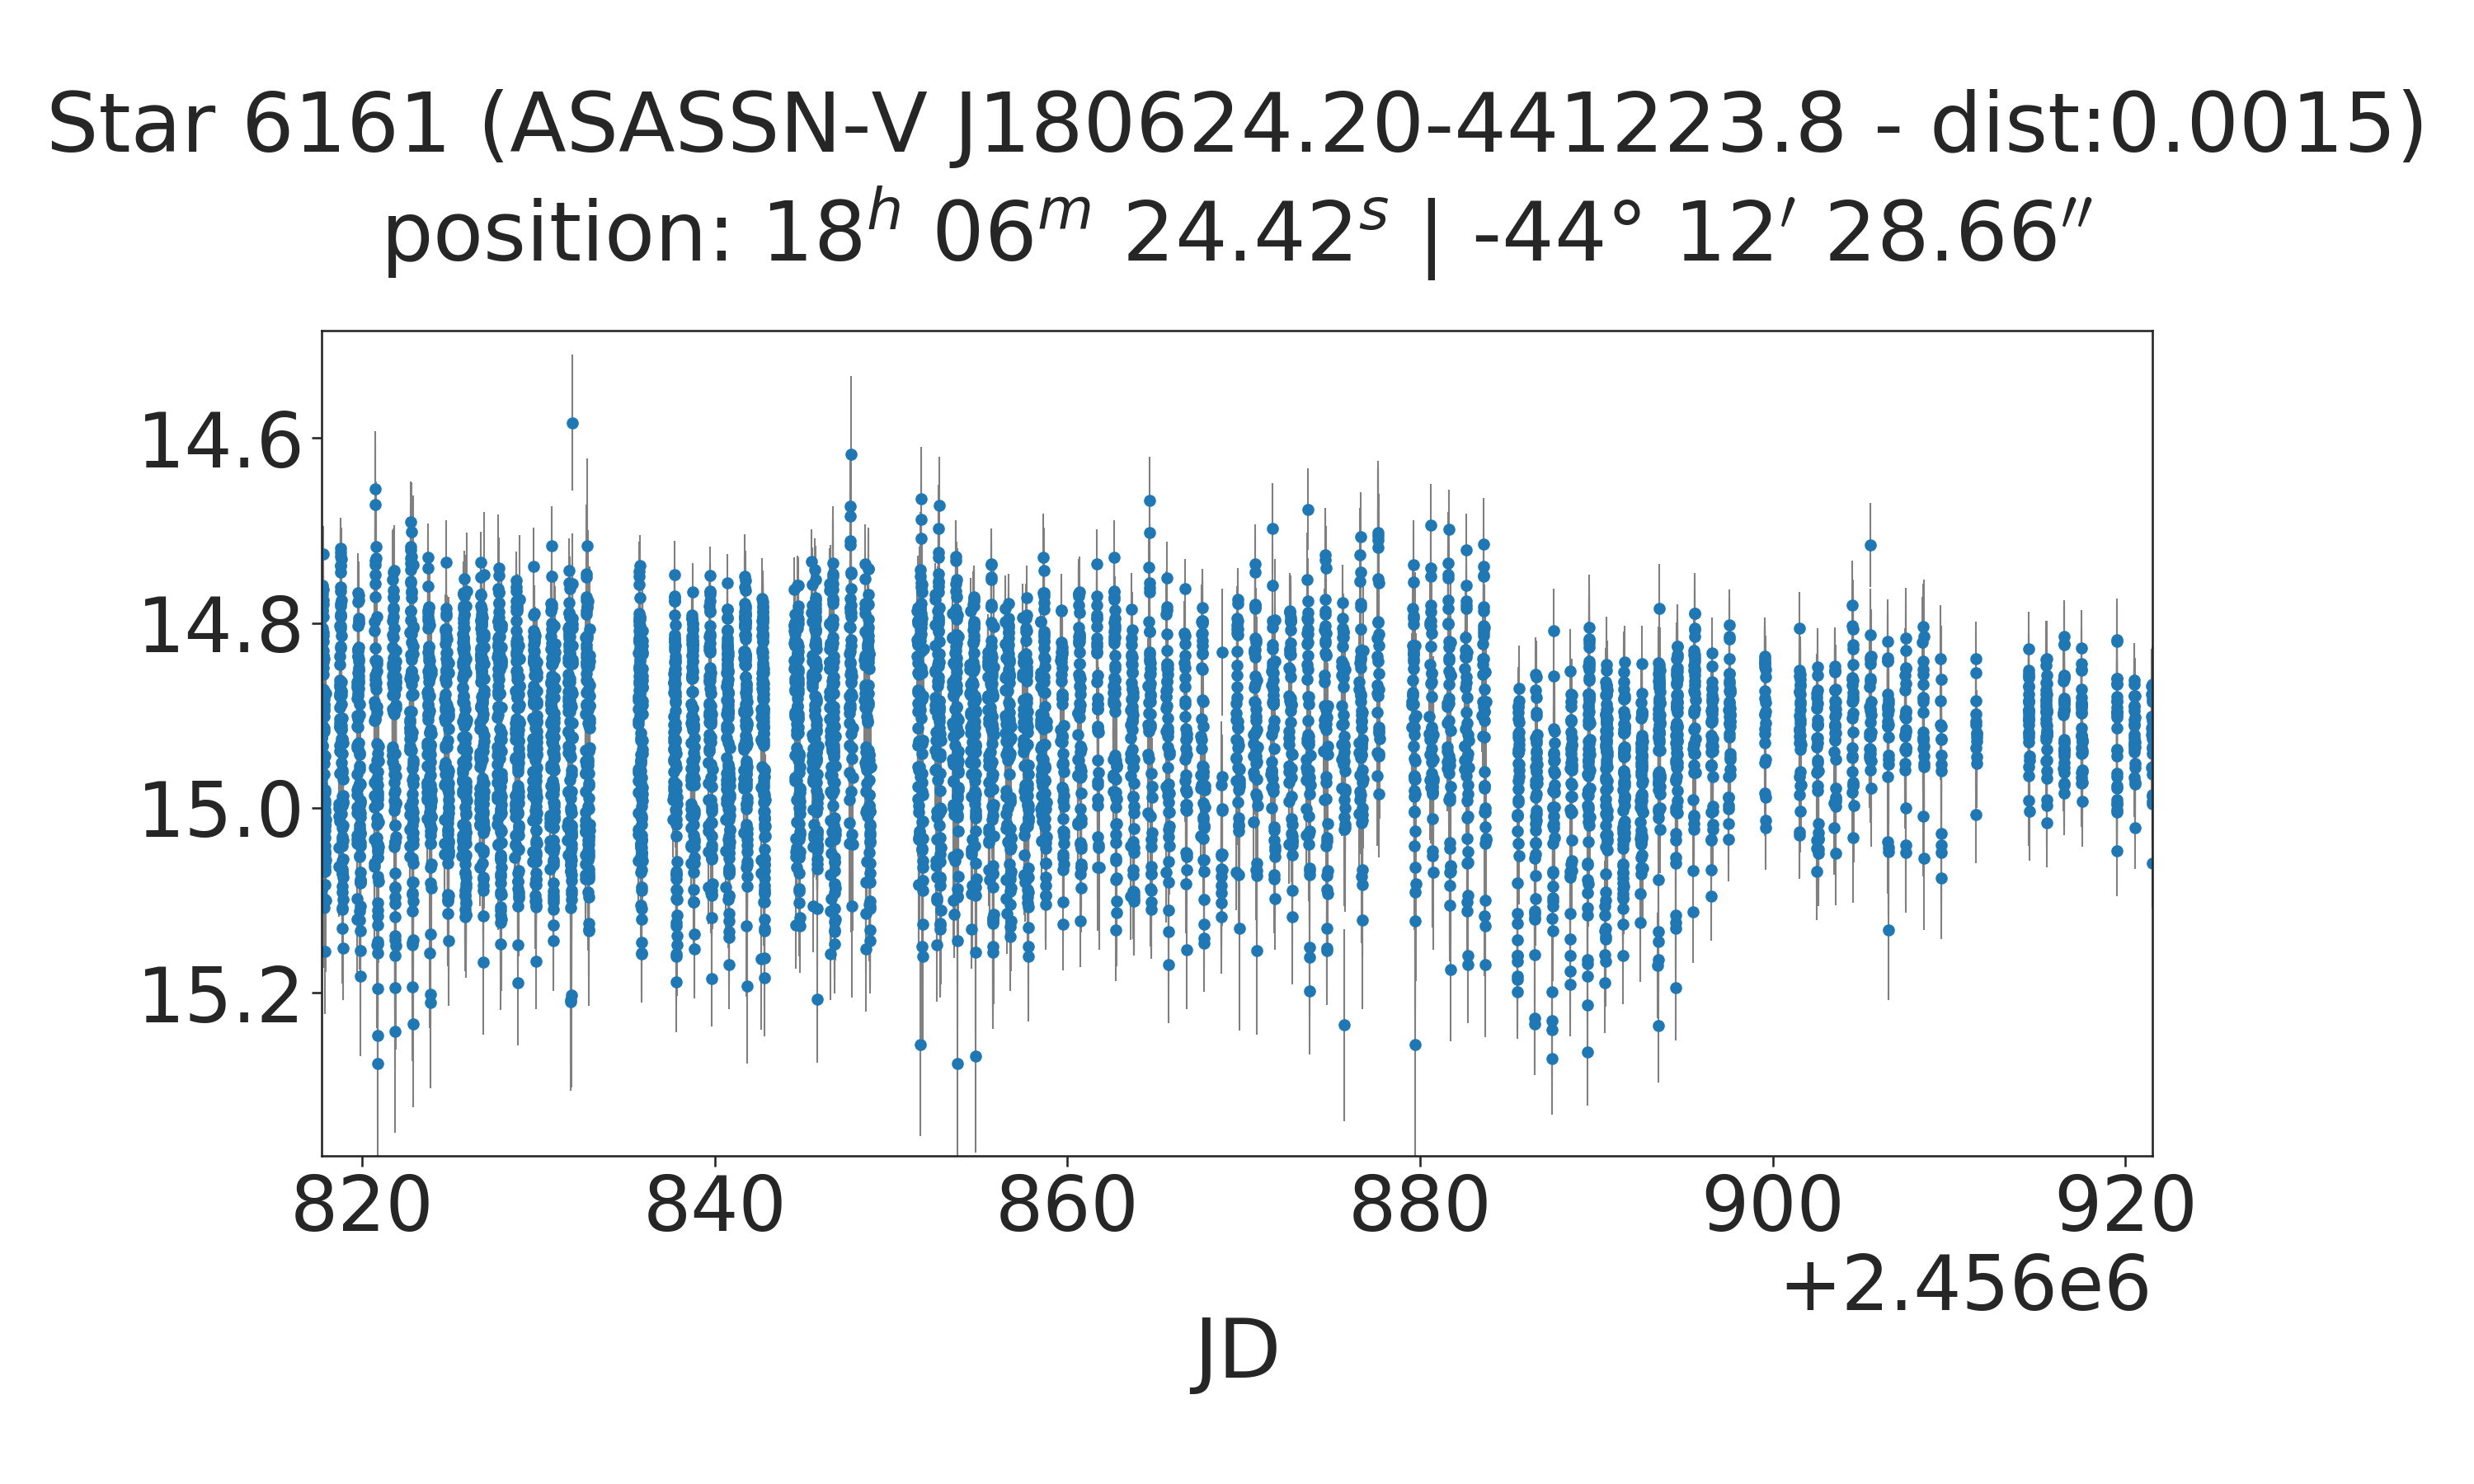 Star 6161 (ASASSN-V J180624.20-441223.8 - dist:0.0015)
position: 18ʰ 06ᵐ 24.42ˢ | -44° 12′ 28.66″
14.6
14.8
15.0
15.2
820 840 860 880 900 920
+2.456e6
JD